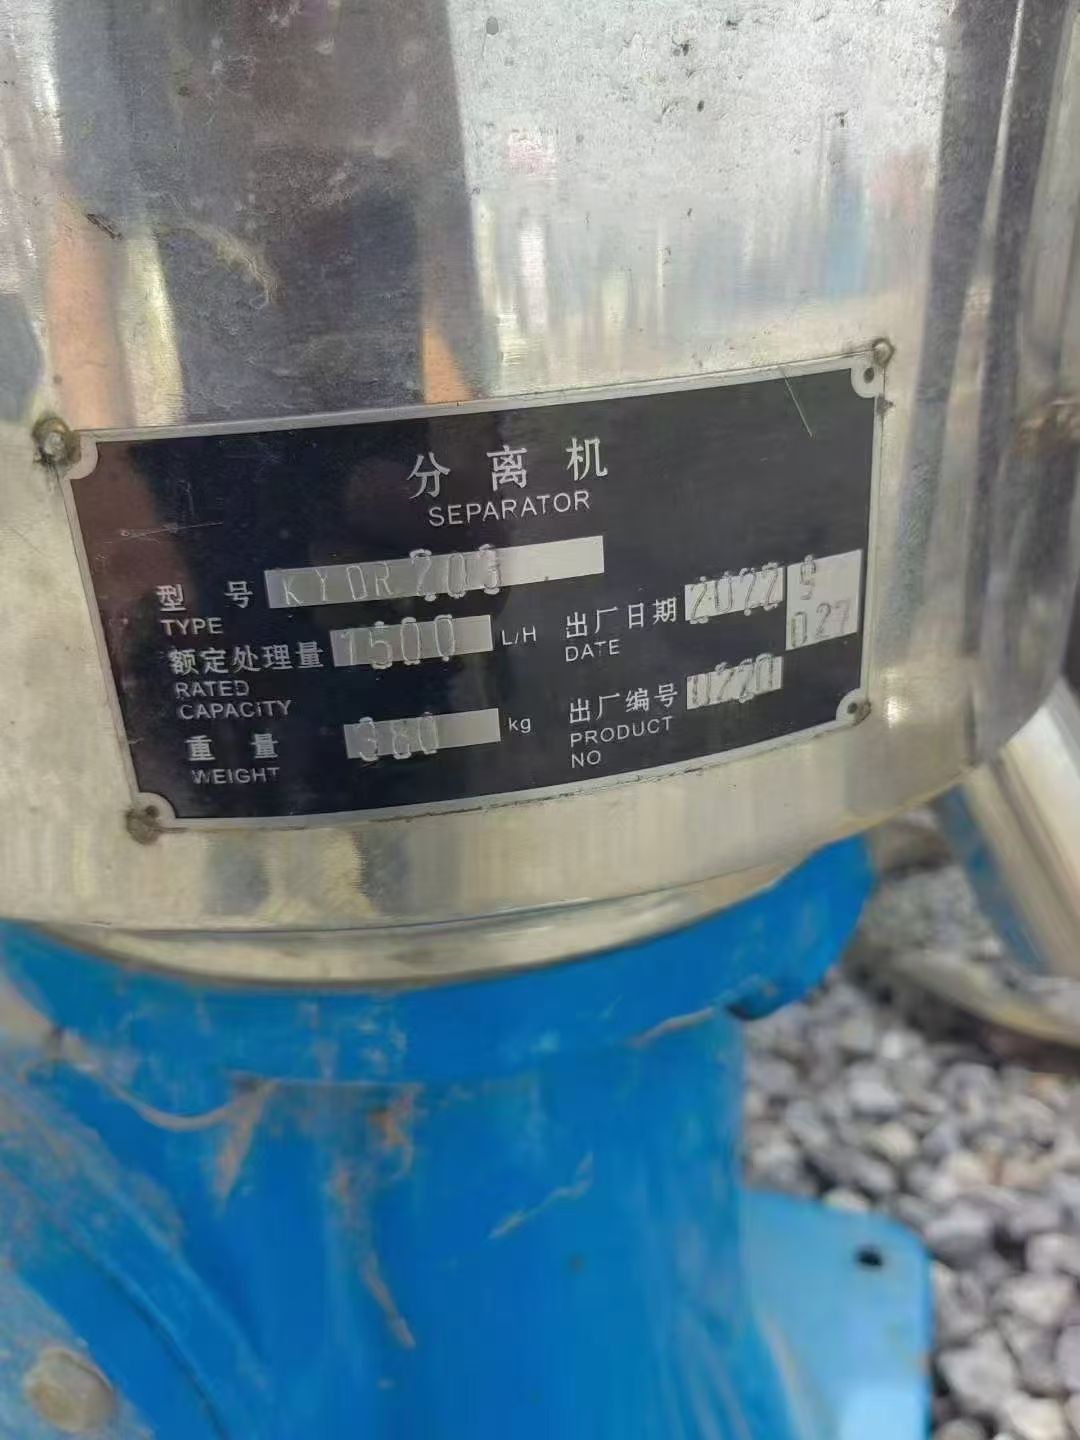 分离机
SEPARATOR
型号 KYDR203
TYPE
额定处理量 1500 L/H
RATED
CAPACITY
重量 380 kg
WEIGHT
出厂日期 2022 9
DATE 027
出厂编号 0220
PRODUCT
NO